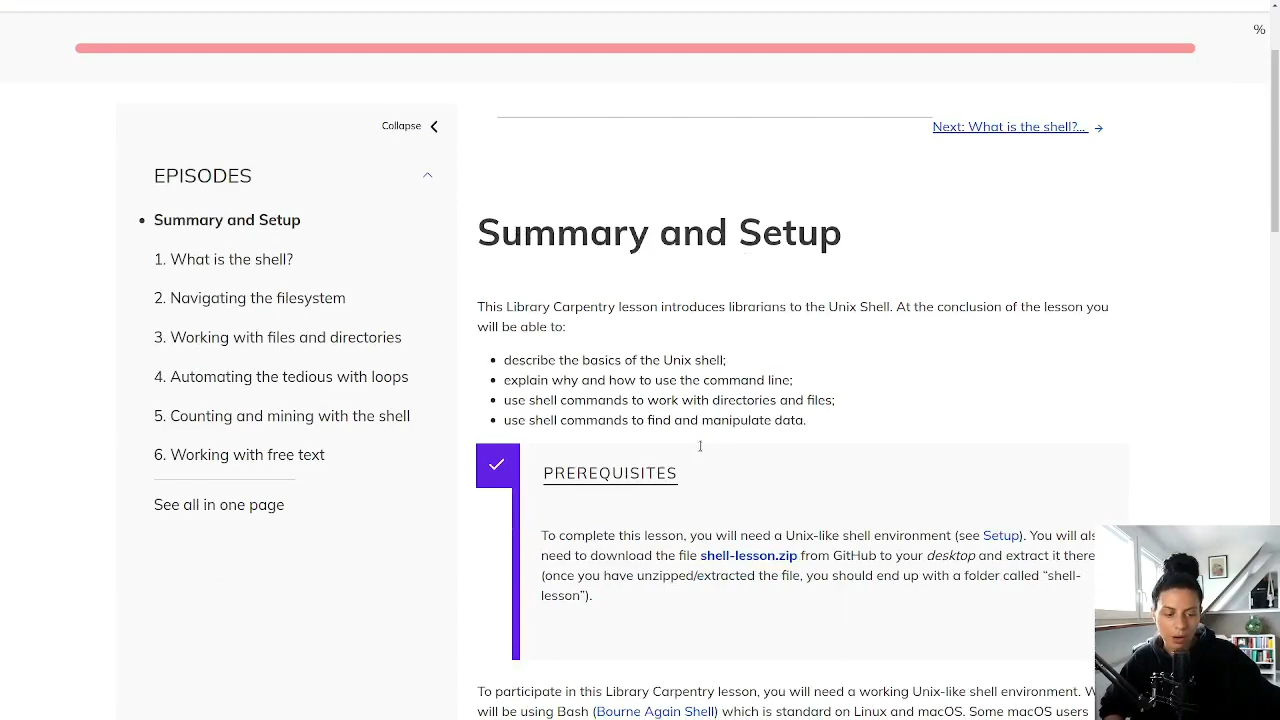 %
Collapse
Next: What is the shell?...
EPISODES
Summary and Setup
1. What is the shell?
2. Navigating the filesystem
3. Working with files and directories
4. Automating the tedious with loops
5. Counting and mining with the shell
6. Working with free text
See all in one page
Summary and Setup
This Library Carpentry lesson introduces librarians to the Unix Shell. At the conclusion of the lesson you
will be able to:
describe the basics of the Unix shell;
explain why and how to use the command line;
use shell commands to work with directories and files;
use shell commands to find and manipulate data.
PREREQUISITES
To complete this lesson, you will need a Unix-like shell environment (see Setup). You will
need to download the file shell-lesson.zip from GitHub to your desktop and extract it there
(once you have unzipped/extracted the file, you should end up with a folder called “shell-
lesson”).
To participate in this Library Carpentry lesson, you will need a working Unix-like shell environment.
will be using Bash (Bourne Again Shell) which is standard on Linux and macOS. Some macOS users